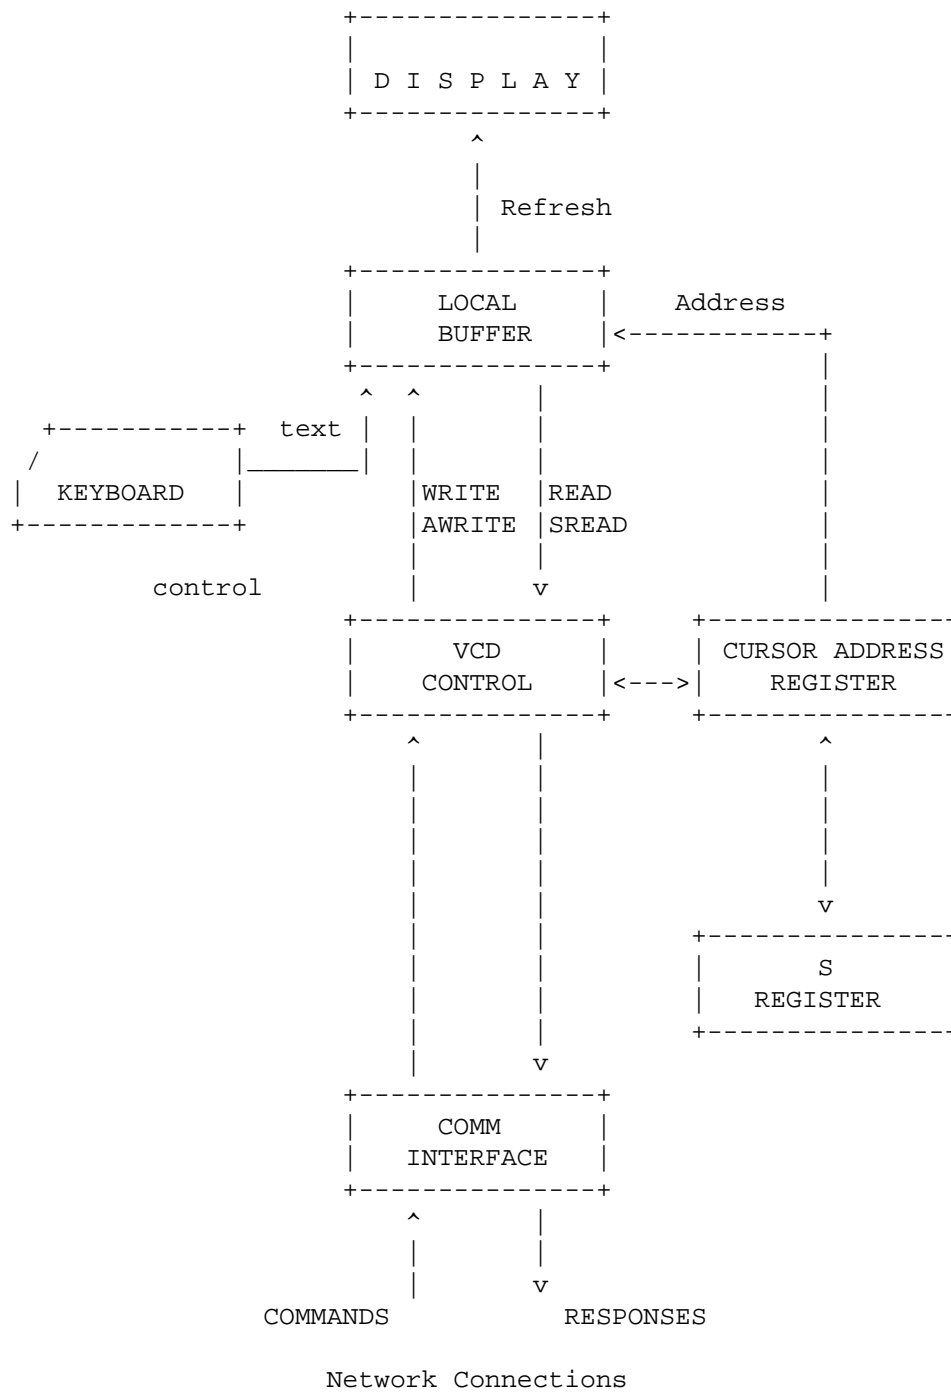 D I S P L A Y
Refresh
LOCAL Address
BUFFER
text
KEYBOARD WRITE READ
AWRITE SREAD
control
VCD CURSOR ADDRESS
CONTROL REGISTER
S
REGISTER
COMM
INTERFACE
COMMANDS RESPONSES
Network Connections